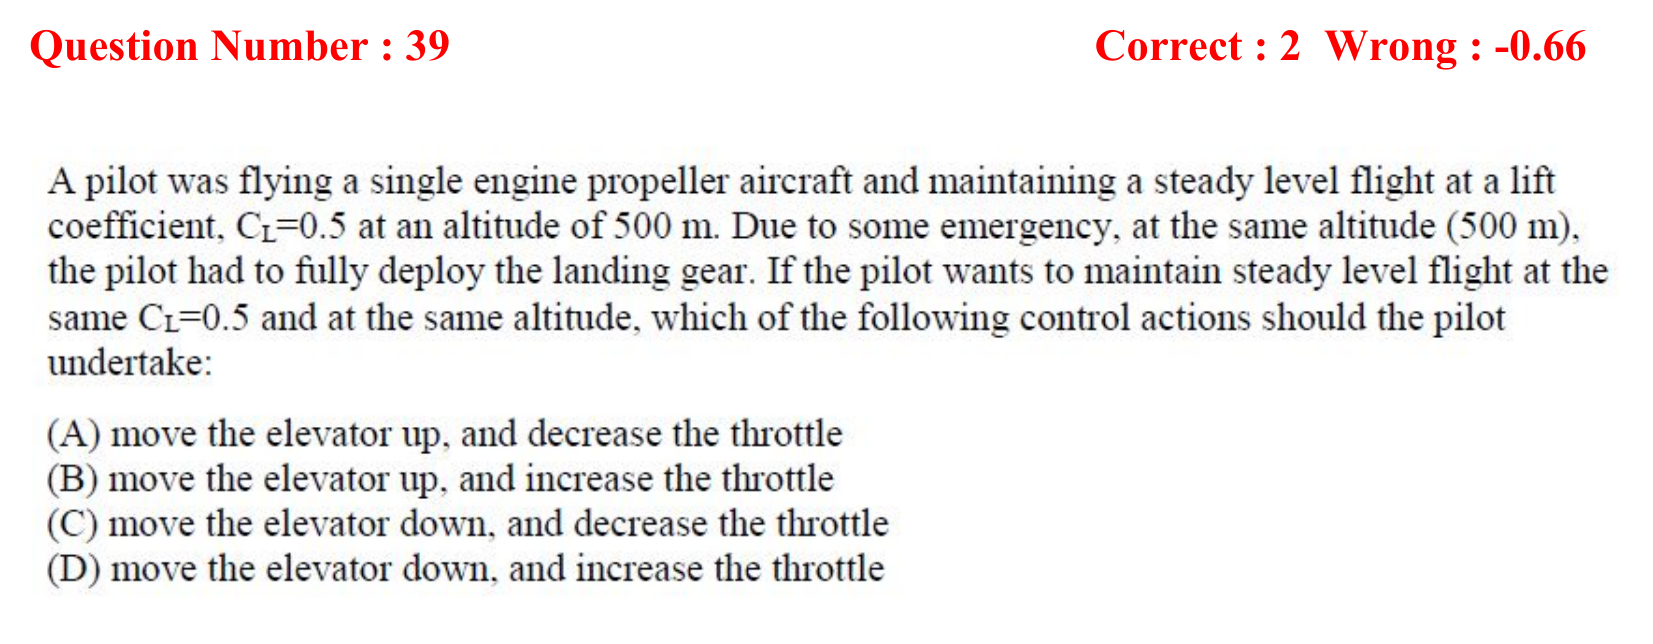 Question Number : 39 Correct : 2 Wrong : -0.66
A pilot was flying a single engine propeller aircraft and maintaining a steady level flight at a lift
coefficient, CL=0.5 at an altitude of 500 m. Due to some emergency, at the same altitude (500 m),
the pilot had to fully deploy the landing gear. If the pilot wants to maintain steady level flight at the
same CL=0.5 and at the same altitude, which of the following control actions should the pilot
undertake:
(A) move the elevator up, and decrease the throttle
(B) move the elevator up, and increase the throttle
(C) move the elevator down, and decrease the throttle
(D) move the elevator down, and increase the throttle